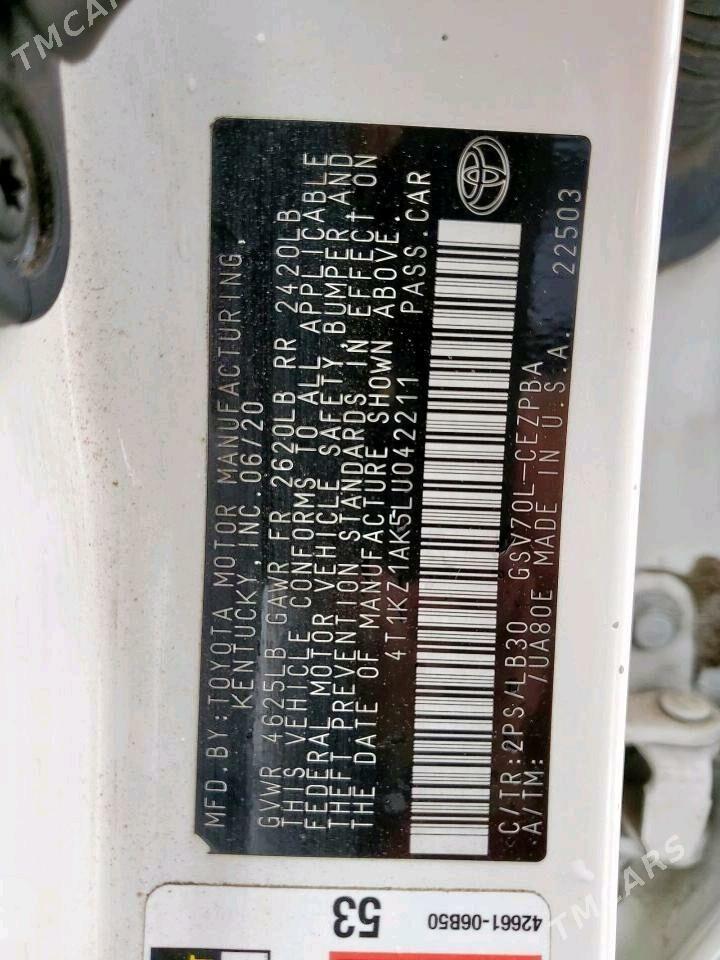 MFD.BY:TOYOTA MOTOR MANUFACTURING,
KENTUCKY,INC.06/20
GVWR 4625LB GAWR FR 2620LB RR 2420LB
THIS VEHICLE CONFORMS TO ALL APPLICABLE
FEDERAL MOTOR VEHICLE SAFETY, BUMPER,AND
THEFT PREVENTION STANDARDS IN EFFECT ON
THE DATE OF MANUFACTURE SHOWN ABOVE.
4T1KZ1AK5LU042211 PASS.CAR
C/TR:2PS/LB30 GSV70L-CEZPBA
A/TM: /UA80E MADE IN U.S.A. 22503
53
42661-06B50
TMCARS
TMCARS